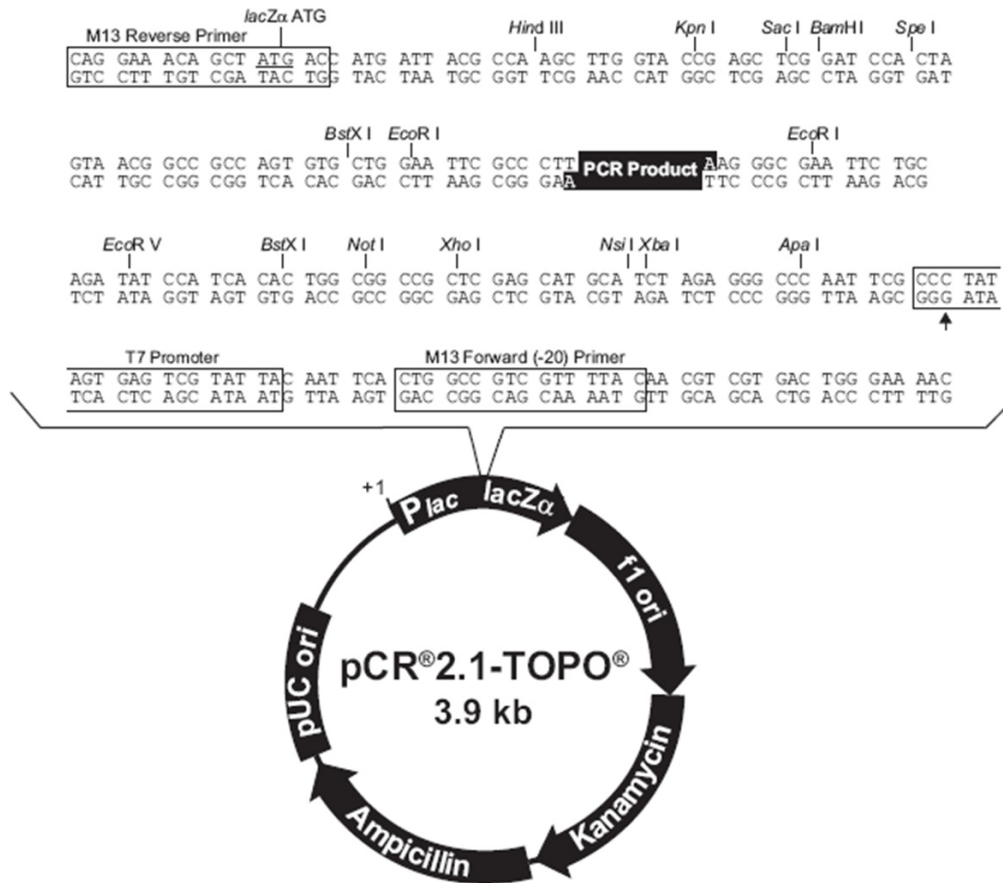 lacZα ATG
M13 Reverse Primer Hind III Kpn I Sac I BamH I Spe I
CAG GAA ACA GCT ATG ACC ATG ATT ACG CCA AGC TTG GTA CCG AGC TCG GAT CCA CTA
GTC CTT TGT CGA TAC TGG TAC TAA TGC GGT TCG AAC CAT GGC TCG AGC CTA GGT GAT
BstX I EcoR I EcoR I
GTA ACG GCC GCC AGT GTG CTG GAA TTC GCC CTT PCR Product AAG GGC GAA TTC TGC
CAT TGC CGG CGG TCA CAC GAC CTT AAG CGG GAA TTC CCG CTT AAG ACG
EcoR V BstX I Not I Xho I Nsi I Xba I Apa I
AGA TAT CCA TCA CAC TGG CGG CCG CTC GAG CAT GCA TCT AGA GGG CCC AAT TCG CCC TAT
TCT ATA GGT AGT GTG ACC GCC GGC GAG CTC GTA CGT AGA TCT CCC GGG TTA AGC GGG ATA
T7 Promoter M13 Forward (-20) Primer
AGT GAG TCG TAT TAC AAT TCA CTG GCC GTC GTT TTA CAA CGT CGT GAC TGG GAA AAC
TCA CTC AGC ATA ATG TTA AGT GAC CGG CAG CAA AAT GTT GCA GCA CTG ACC CTT TTG
+1 Plac lacZα
f1 ori
pUC ori
pCR®2.1-TOPO®
3.9 kb
Kanamycin
Ampicillin